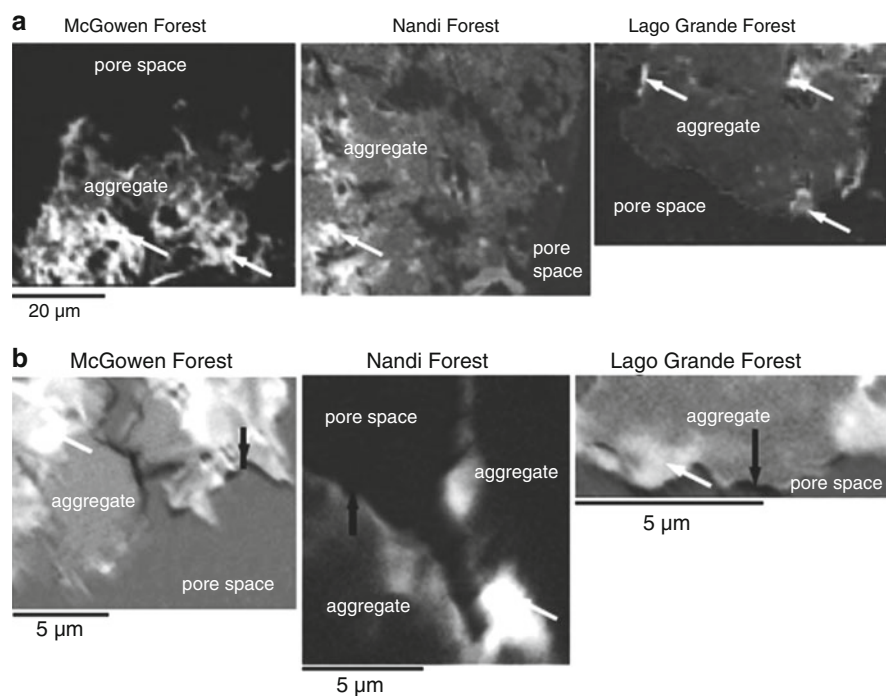 a
McGowen Forest
Nandi Forest
Lago Grande Forest
pore space
aggregate
20 µm
aggregate
pore
space
aggregate
pore space
b
McGowen Forest
Nandi Forest
Lago Grande Forest
aggregate
pore space
5 µm
pore space
aggregate
aggregate
5 µm
aggregate
pore space
5 µm